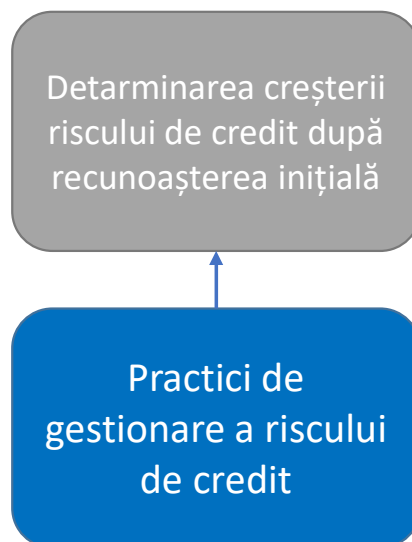 Detarminarea creșterii
riscului de credit după
recunoașterea inițială
Practici de
gestionare a riscului
de credit